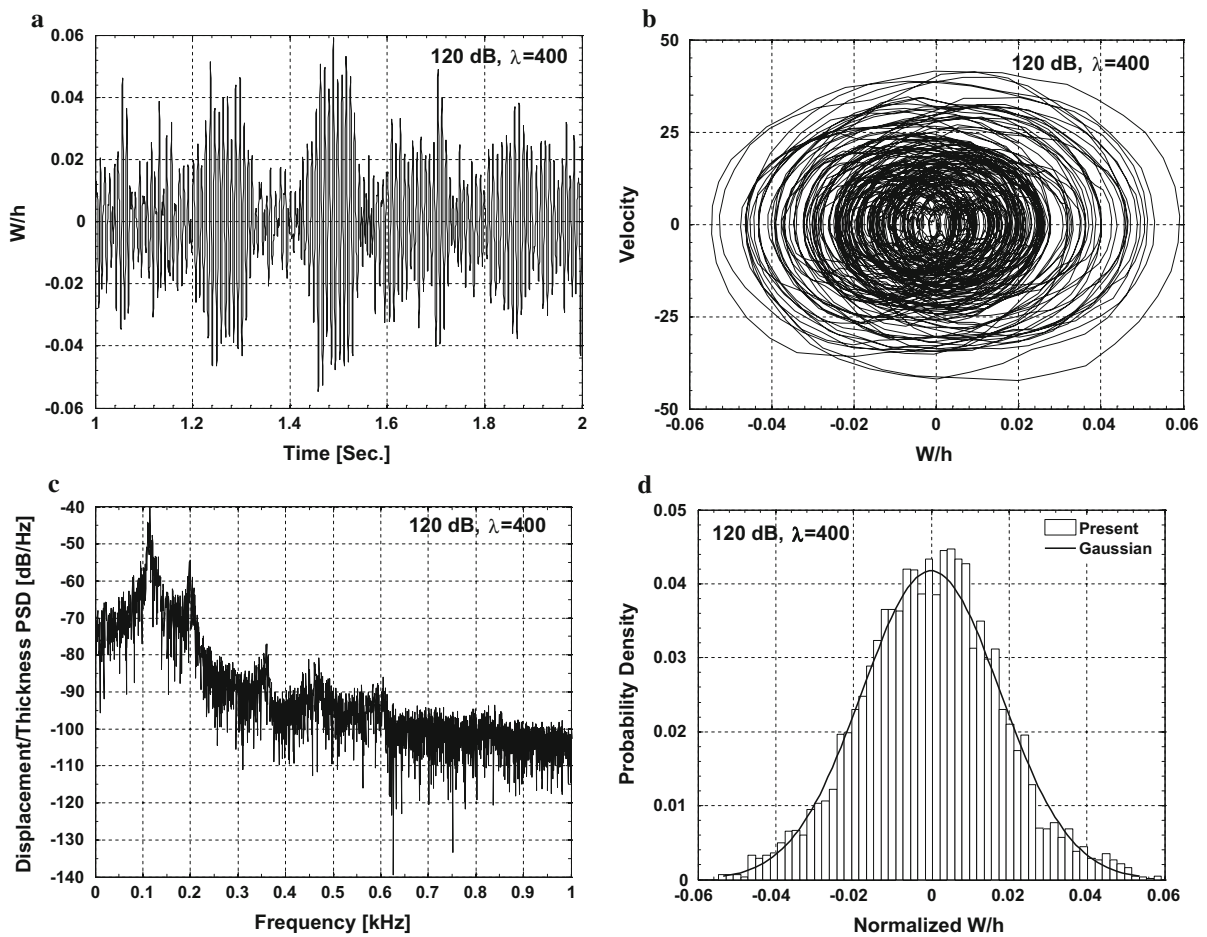 a
120 dB, λ=400
0.06
0.04
0.02
0
-0.02
-0.04
-0.06
W/h
1 1.2 1.4 1.6 1.8 2
Time [Sec.]
b
120 dB, λ=400
50
25
0
-25
-50
Velocity
-0.06 -0.04 -0.02 0 0.02 0.04 0.06
W/h
c
120 dB, λ=400
-40
-50
-60
-70
-80
-90
-100
-110
-120
-130
-140
Displacement/Thickness PSD [dB/Hz]
0 0.1 0.2 0.3 0.4 0.5 0.6 0.7 0.8 0.9 1
Frequency [kHz]
d
120 dB, λ=400
Present
Gaussian
0.05
0.04
0.03
0.02
0.01
0
Probability Density
-0.06 -0.04 -0.02 0 0.02 0.04 0.06
Normalized W/h